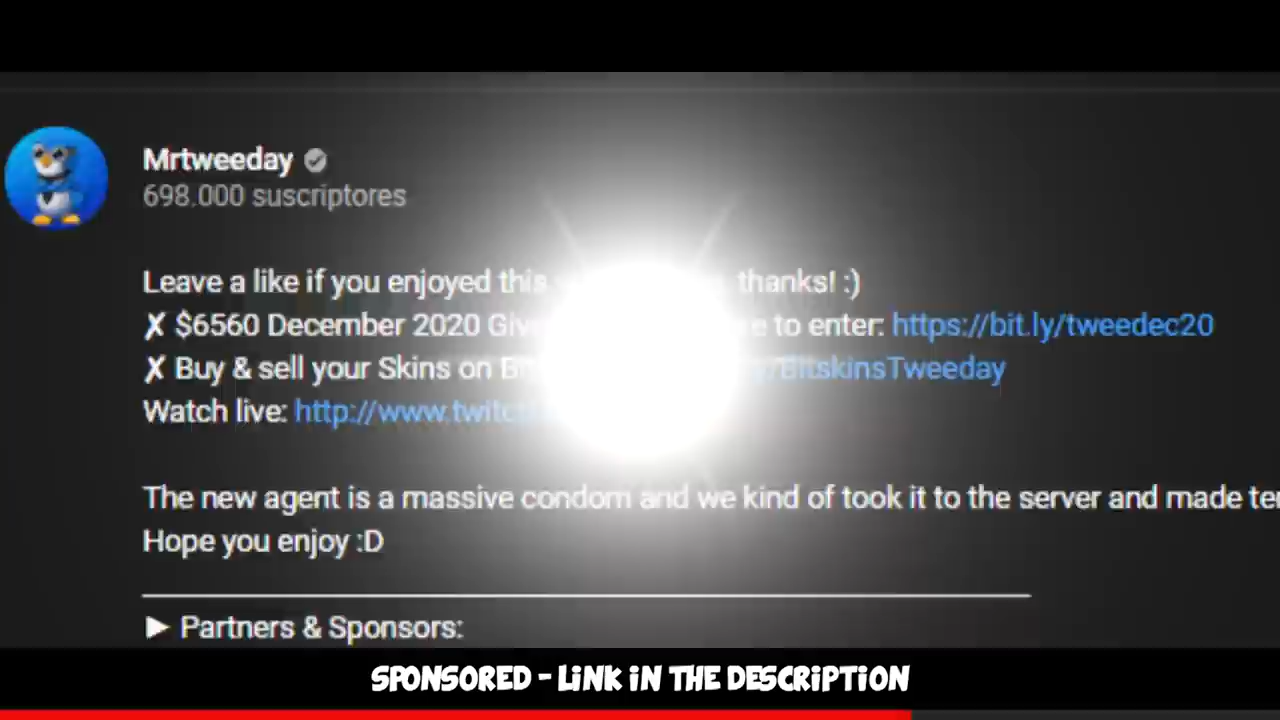 Mrtweeday
698.000 suscriptores
Leave a like if you enjoyed this thanks! :)
✗ $6560 December 2020 to enter: https://bit.ly/tweedec20
✗ Buy & sell your Skins on /BitskinsTweeday
Watch live: http://www.twitc
The new agent is a massive condom and we kind of took it to the server and made te
Hope you enjoy :D
► Partners & Sponsors:
SPONSORED - LiNK iN THE DESCRiPTiON